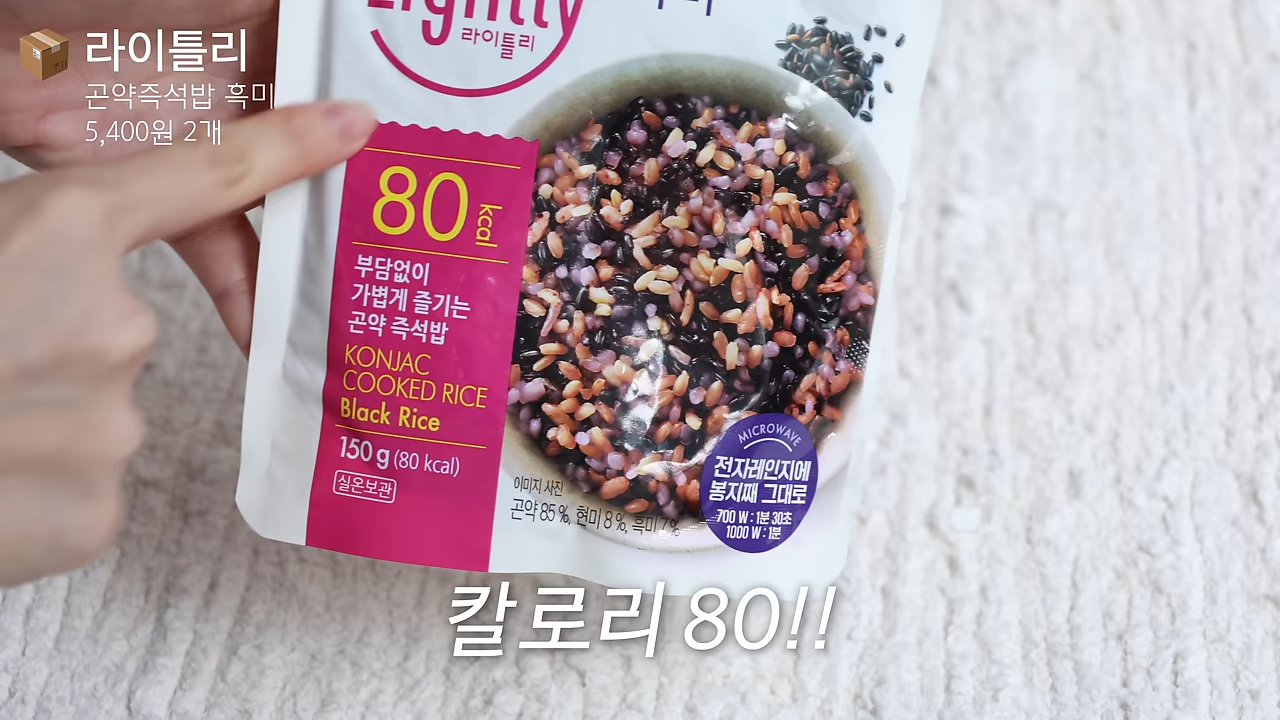 라이틀리
곤약즉석밥 흑미
5,400원 2개
Lightly
라이틀리
80 kcal
부담없이
가볍게 즐기는
곤약 즉석밥
KONJAC
COOKED RICE
Black Rice
150 g (80 kcal)
실온보관
이미지 사진
곤약 85 %, 현미 8 %, 흑미 7 %
MICROWAVE
전자레인지에
봉지째 그대로
700 W : 1분 30초
1000 W : 1분
칼로리 80!!